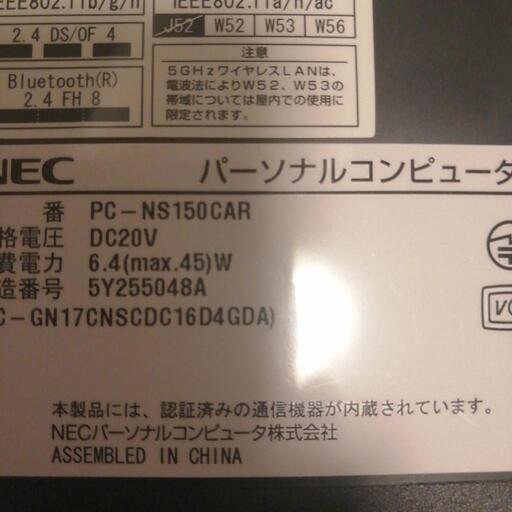 IEEE802.11b/g/n
IEEE802.11a/n/ac
2.4 DS/OF 4
J52 W52 W53 W56
Bluetooth(R)
2.4 FH 8
注意
5GHzワイヤレスLANは、
電波法によりW52、W53の
帯域については屋内での使用に
限定されます。
NEC パーソナルコンピュータ
番 PC-NS150CAR
格電圧 DC20V
費電力 6.4(max.45)W
造番号 5Y255048A
C-GN17CNSCDC16D4GDA)
本製品には、認証済みの通信機器が内蔵されています。
NECパーソナルコンピュータ株式会社
ASSEMBLED IN CHINA